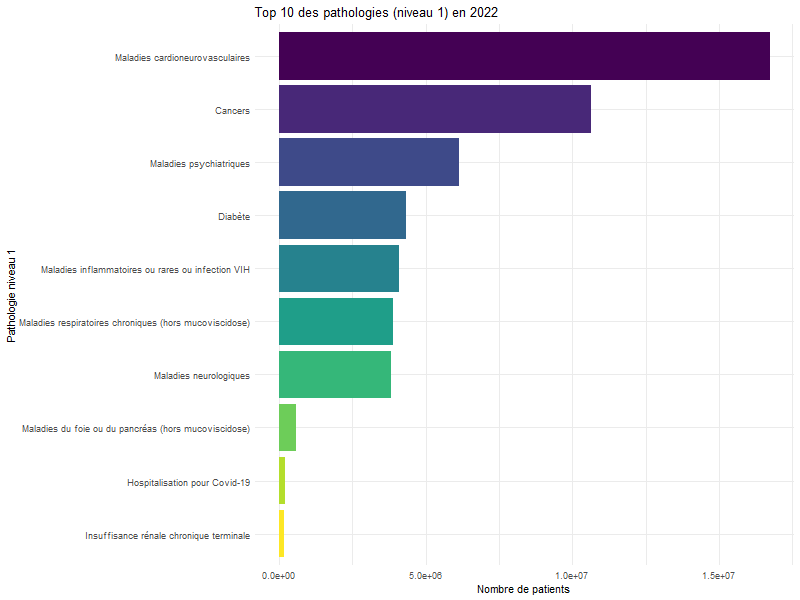 Top 10 des pathologies (niveau 1) en 2022
Pathologie niveau 1
Maladies cardioneurovasculaires
Cancers
Maladies psychiatriques
Diabète
Maladies inflammatoires ou rares ou infection VIH
Maladies respiratoires chroniques (hors mucoviscidose)
Maladies neurologiques
Maladies du foie ou du pancréas (hors mucoviscidose)
Hospitalisation pour Covid-19
Insuffisance rénale chronique terminale
0.0e+00 5.0e+06 1.0e+07 1.5e+07
Nombre de patients